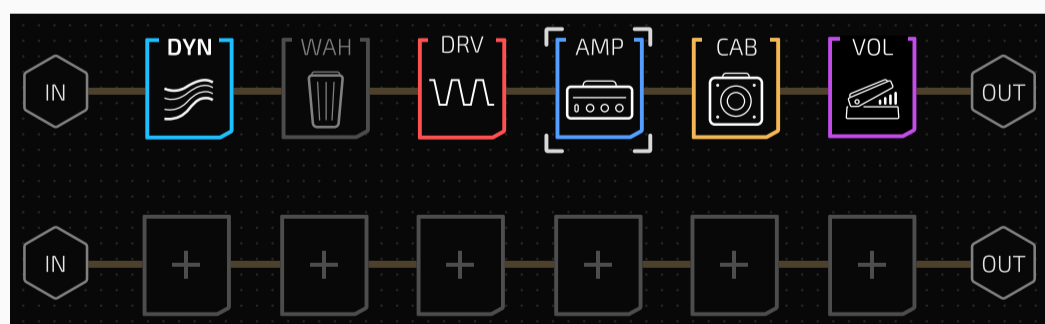 IN DYN WAH DRV AMP CAB VOL OUT
IN + + + + + + OUT